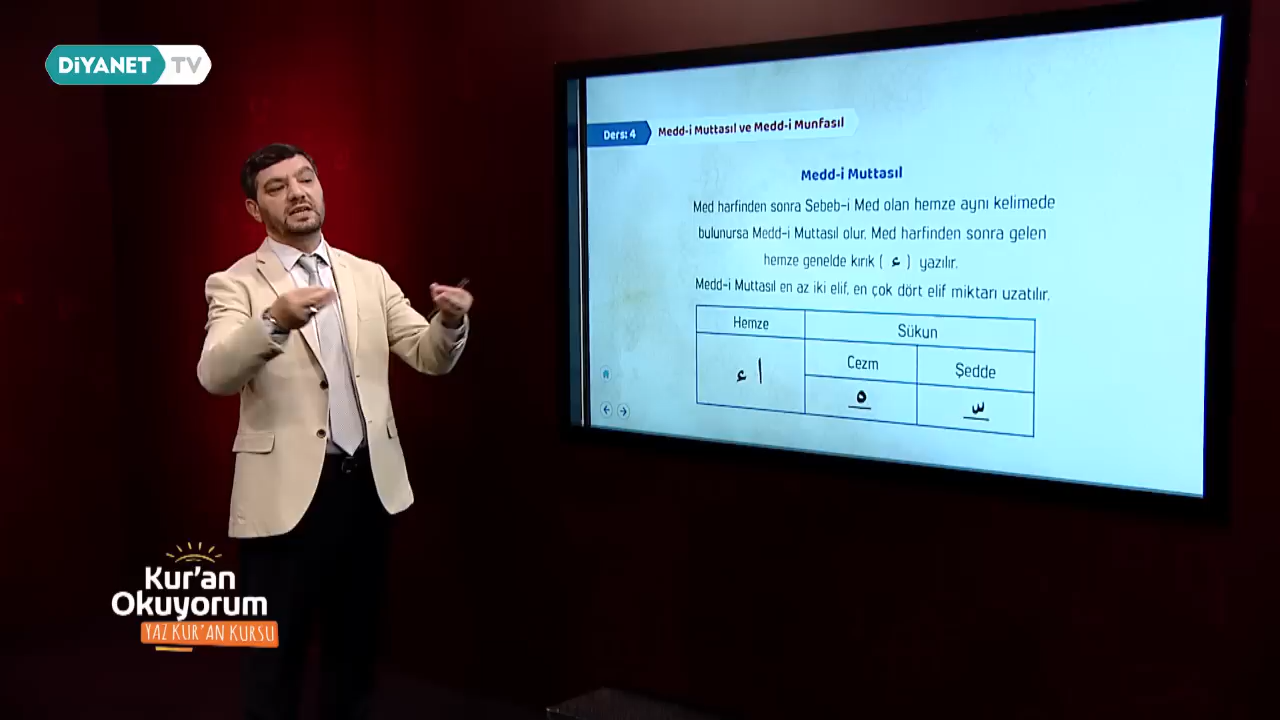 DİYANET TV
Ders: 4
Medd-i Muttasıl ve Medd-i Munfasıl
Medd-i Muttasıl
Med harfinden sonra Sebeb-i Med olan hemze aynı kelimede
bulunursa Medd-i Muttasıl olur. Med harfinden sonra gelen
hemze genelde kırık ( ء ) yazılır.
Medd-i Muttasıl en az iki elif, en çok dört elif miktarı uzatılır.
Hemze
Sükun
Cezm
Şedde
ا ء
Kur'an
Okuyorum
YAZ KUR'AN KURSU